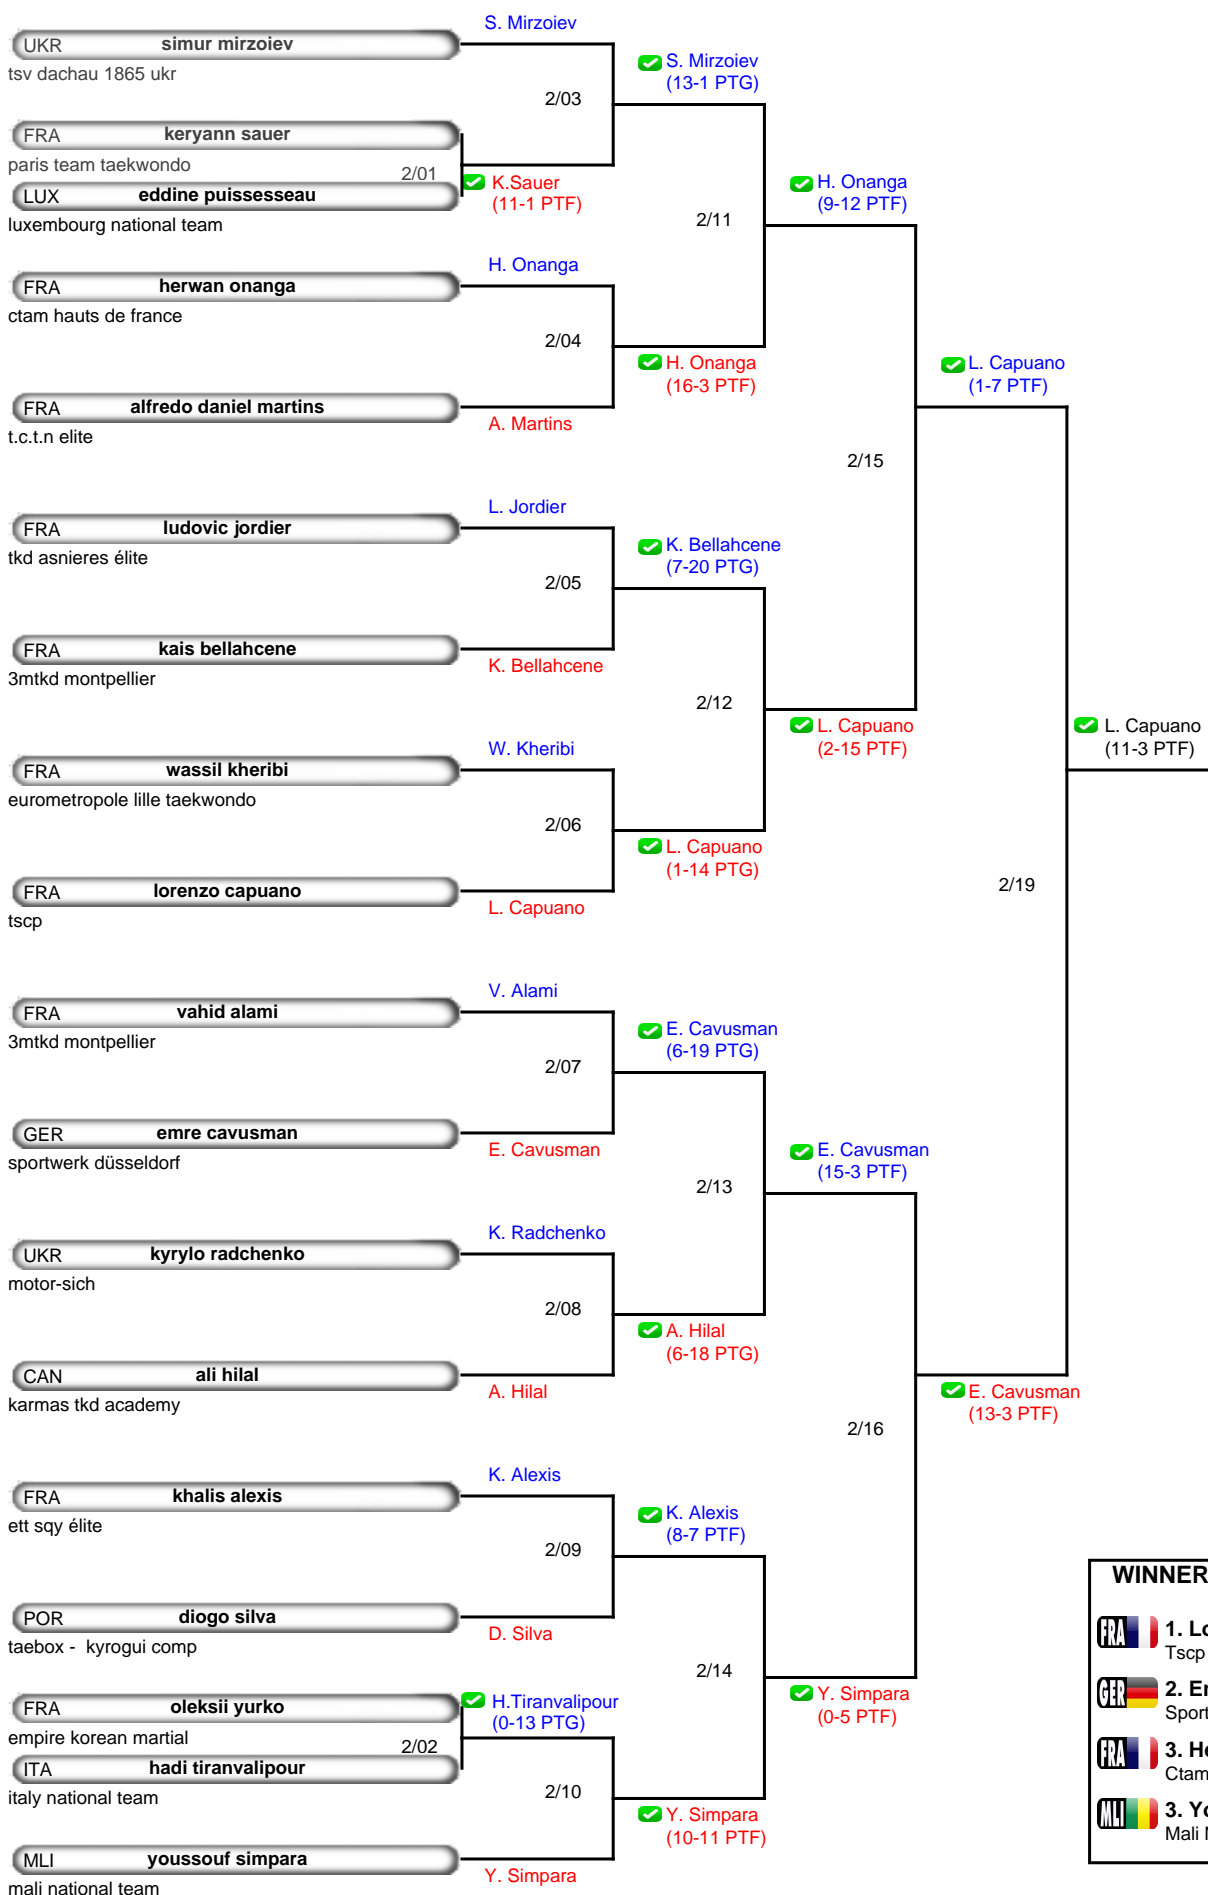 S. Mirzoiev
UKR simur mirzoiev
tsv dachau 1865 ukr
S. Mirzoiev
(13-1 PTG)
2/03
FRA keryann sauer
paris team taekwondo
2/01
K.Sauer
(11-1 PTF)
LUX eddine puissesseau
luxembourg national team
H. Onanga
(9-12 PTF)
2/11
H. Onanga
FRA herwan onanga
ctam hauts de france
2/04
H. Onanga
(16-3 PTF)
FRA alfredo daniel martins
t.c.t.n elite
A. Martins
L. Capuano
(1-7 PTF)
2/15
L. Jordier
FRA ludovic jordier
tkd asnieres élite
K. Bellahcene
(7-20 PTG)
2/05
FRA kais bellahcene
3mtkd montpellier
K. Bellahcene
2/12
L. Capuano
(2-15 PTF)
L. Capuano
(11-3 PTF)
W. Kheribi
FRA wassil kheribi
eurometropole lille taekwondo
2/06
L. Capuano
(1-14 PTG)
FRA lorenzo capuano
tscp
L. Capuano
2/19
V. Alami
FRA vahid alami
3mtkd montpellier
E. Cavusman
(6-19 PTG)
2/07
GER emre cavusman
sportwerk düsseldorf
E. Cavusman
E. Cavusman
(15-3 PTF)
2/13
K. Radchenko
UKR kyrylo radchenko
motor-sich
2/08
A. Hilal
(6-18 PTG)
CAN ali hilal
karmas tkd academy
A. Hilal
E. Cavusman
(13-3 PTF)
2/16
K. Alexis
FRA khalis alexis
ett sqy élite
K. Alexis
(8-7 PTF)
2/09
POR diogo silva
taebox - kyrogui comp
D. Silva
2/14
Y. Simpara
(0-5 PTF)
FRA oleksii yurko
empire korean martial
2/02
H.Tiranvalipour
(0-13 PTG)
ITA hadi tiranvalipour
italy national team
2/10
Y. Simpara
(10-11 PTF)
MLI youssouf simpara
mali national team
Y. Simpara
WINNER
FRA 1. Lo
Tscp
GER 2. Er
Sport
FRA 3. He
Ctam
MLI 3. Yo
Mali N